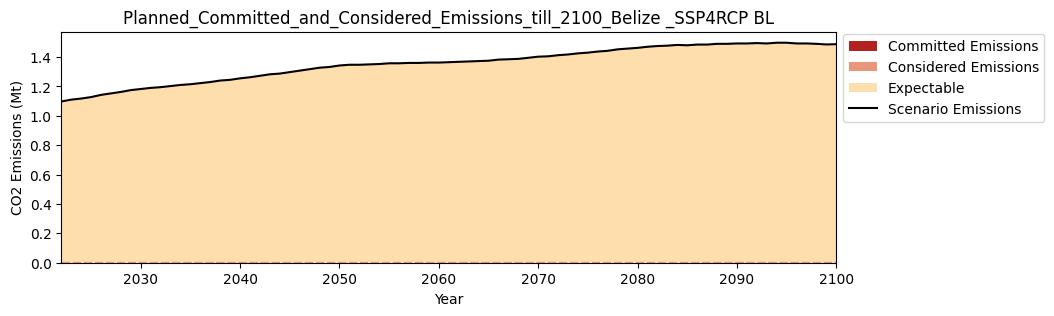 Planned_Committed_and_Considered_Emissions_till_2100_Belize _SSP4RCP BL
CO2 Emissions (Mt)
1.4
1.2
1.0
0.8
0.6
0.4
0.2
0.0
2030 2040 2050 2060 2070 2080 2090 2100
Year
Committed Emissions
Considered Emissions
Expectable
Scenario Emissions